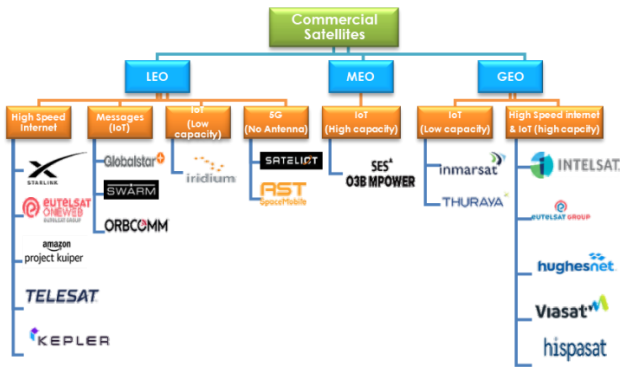 Commercial
Satellites
LEO
MEO
GEO
High Speed
Internet
Messages
(IoT)
IoT
(Low
capacity)
5G
(No Antenna)
IoT
(High capacity)
IoT
(Low capacity)
High Speed internet
& IoT (high capcity)
STARLINK
eutelsat
oneweb
eutelsat group
amazon
project kuiper
TELESAT
KEPLER
Globalstar
SWARM
ORBCOMM
iridium
SATELIOT
AST
SpaceMobile
SES
O3B MPOWER
inmarsat
THURAYA
INTELSAT
eutelsat GROUP
hughesnet
Viasat
hispasat